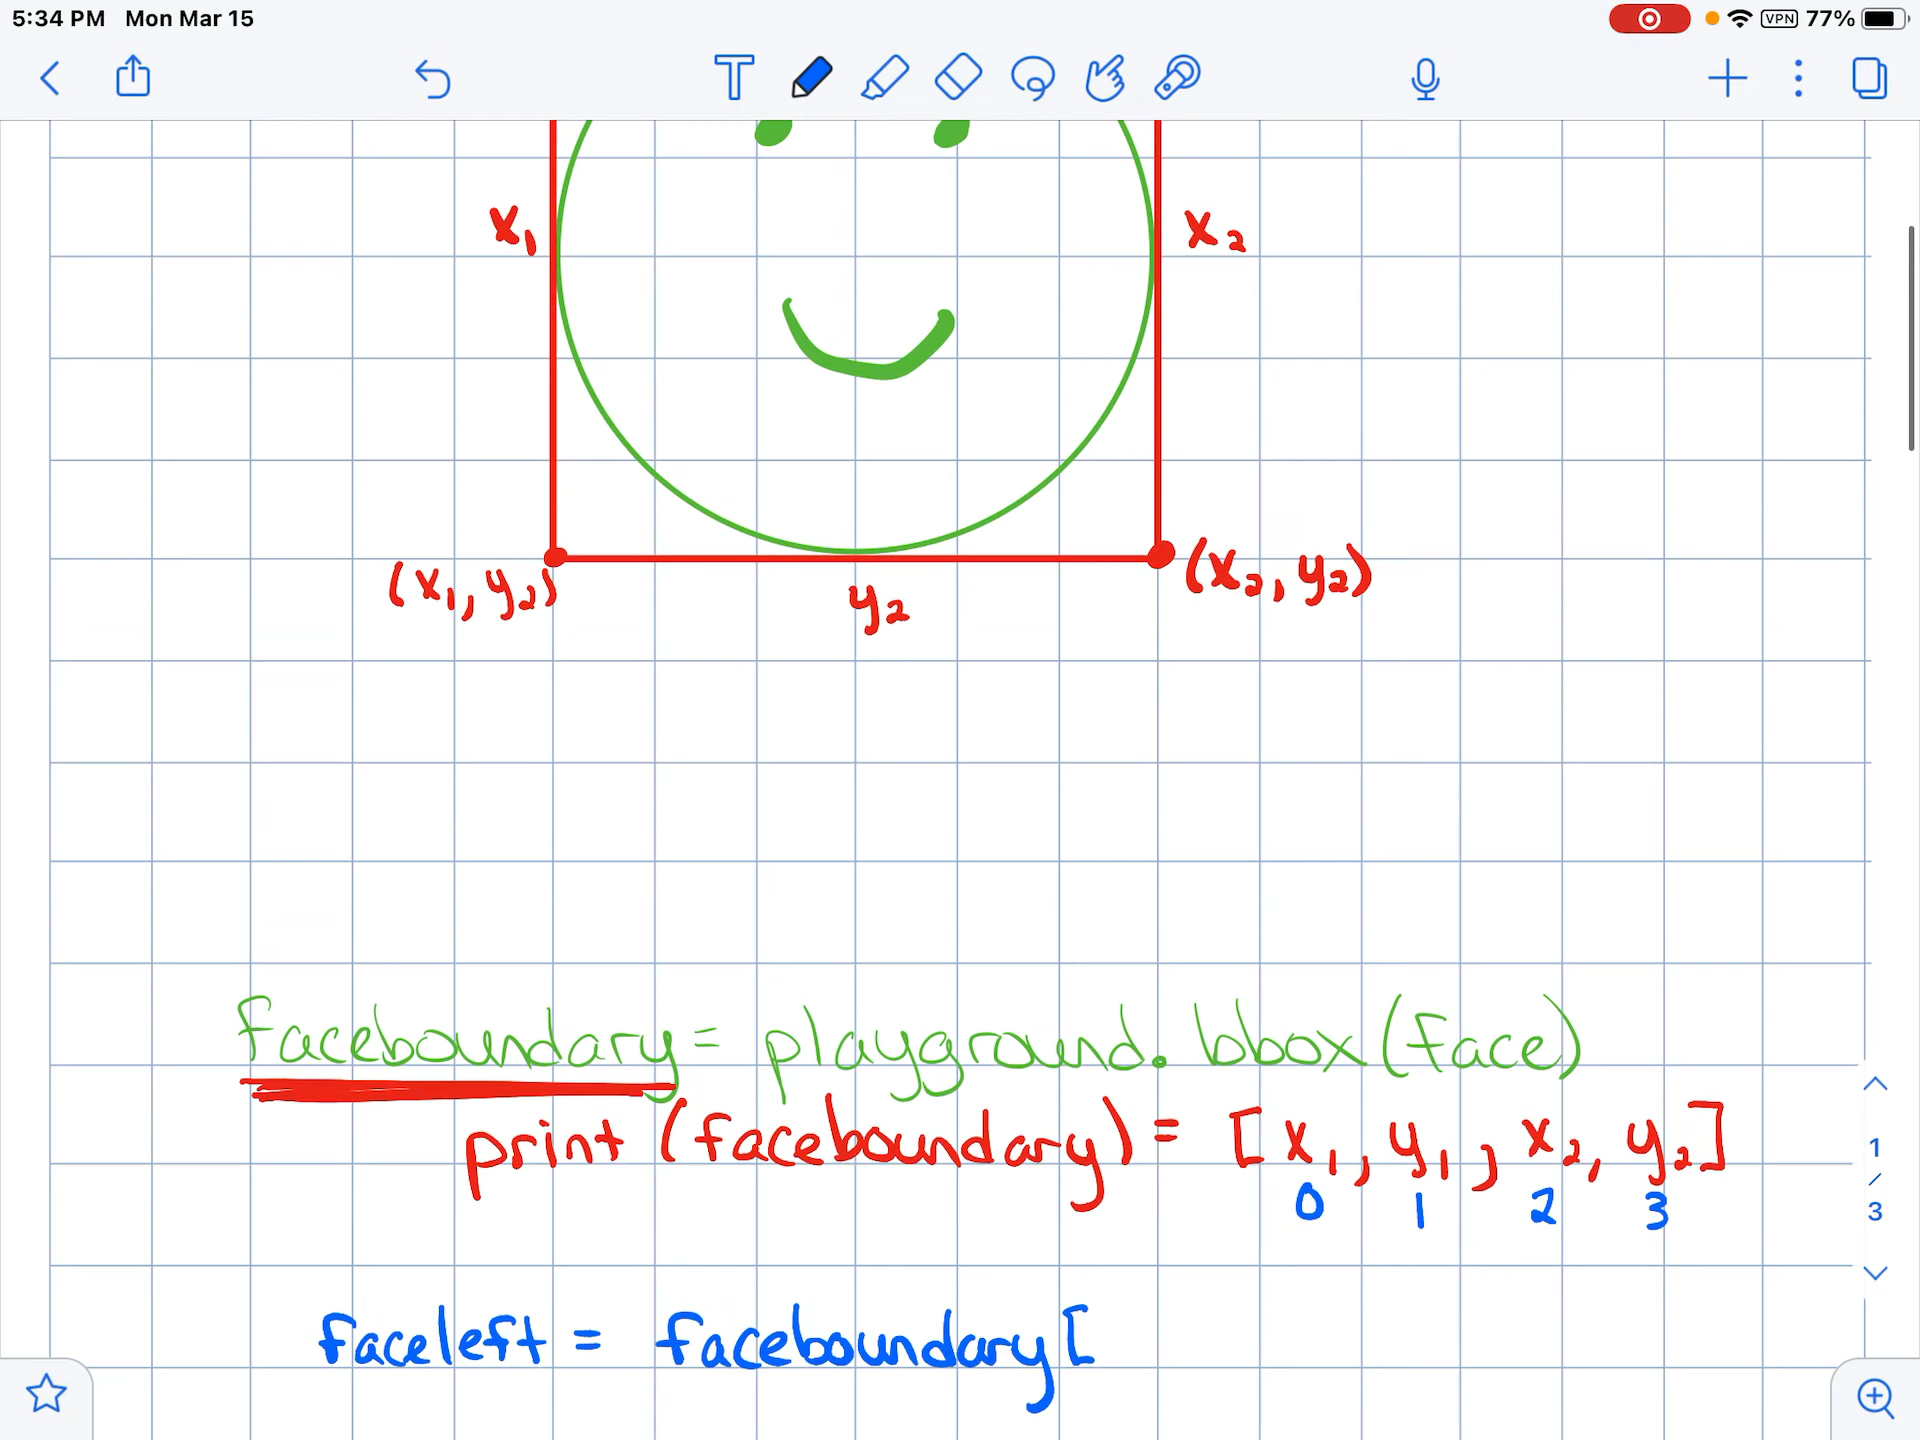 5:34 PM Mon Mar 15
VPN 77%
T
x₁
x₂
(x₁, y₂)
y₂
(x₂, y₂)
faceboundary = playground.bbox(face)
print (faceboundary) = [x₁, y₁, x₂, y₂]
0 1 2 3
1
/
3
faceleft = faceboundary[